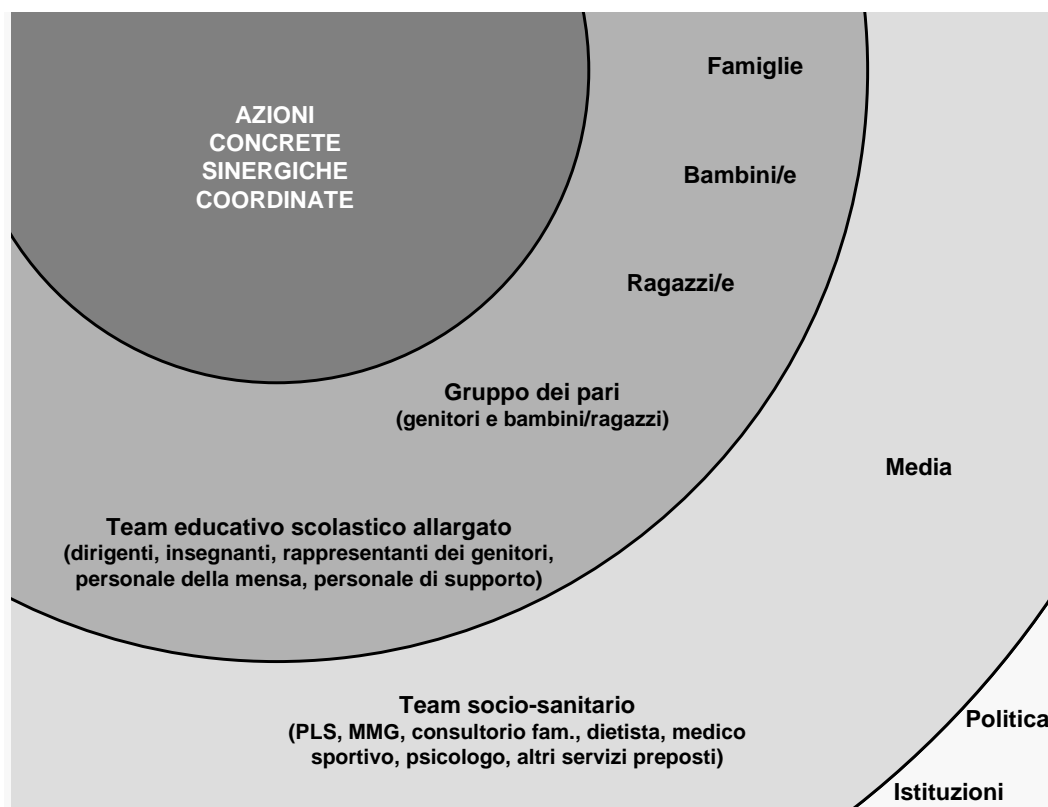 Famiglie
AZIONI
CONCRETE
SINERGICHE
COORDINATE
Bambini/e
Ragazzi/e
Gruppo dei pari
(genitori e bambini/ragazzi)
Media
Team educativo scolastico allargato
(dirigenti, insegnanti, rappresentanti dei genitori,
personale della mensa, personale di supporto)
Team socio-sanitario
(PLS, MMG, consultorio fam., dietista, medico
sportivo, psicologo, altri servizi preposti)
Politica
Istituzioni